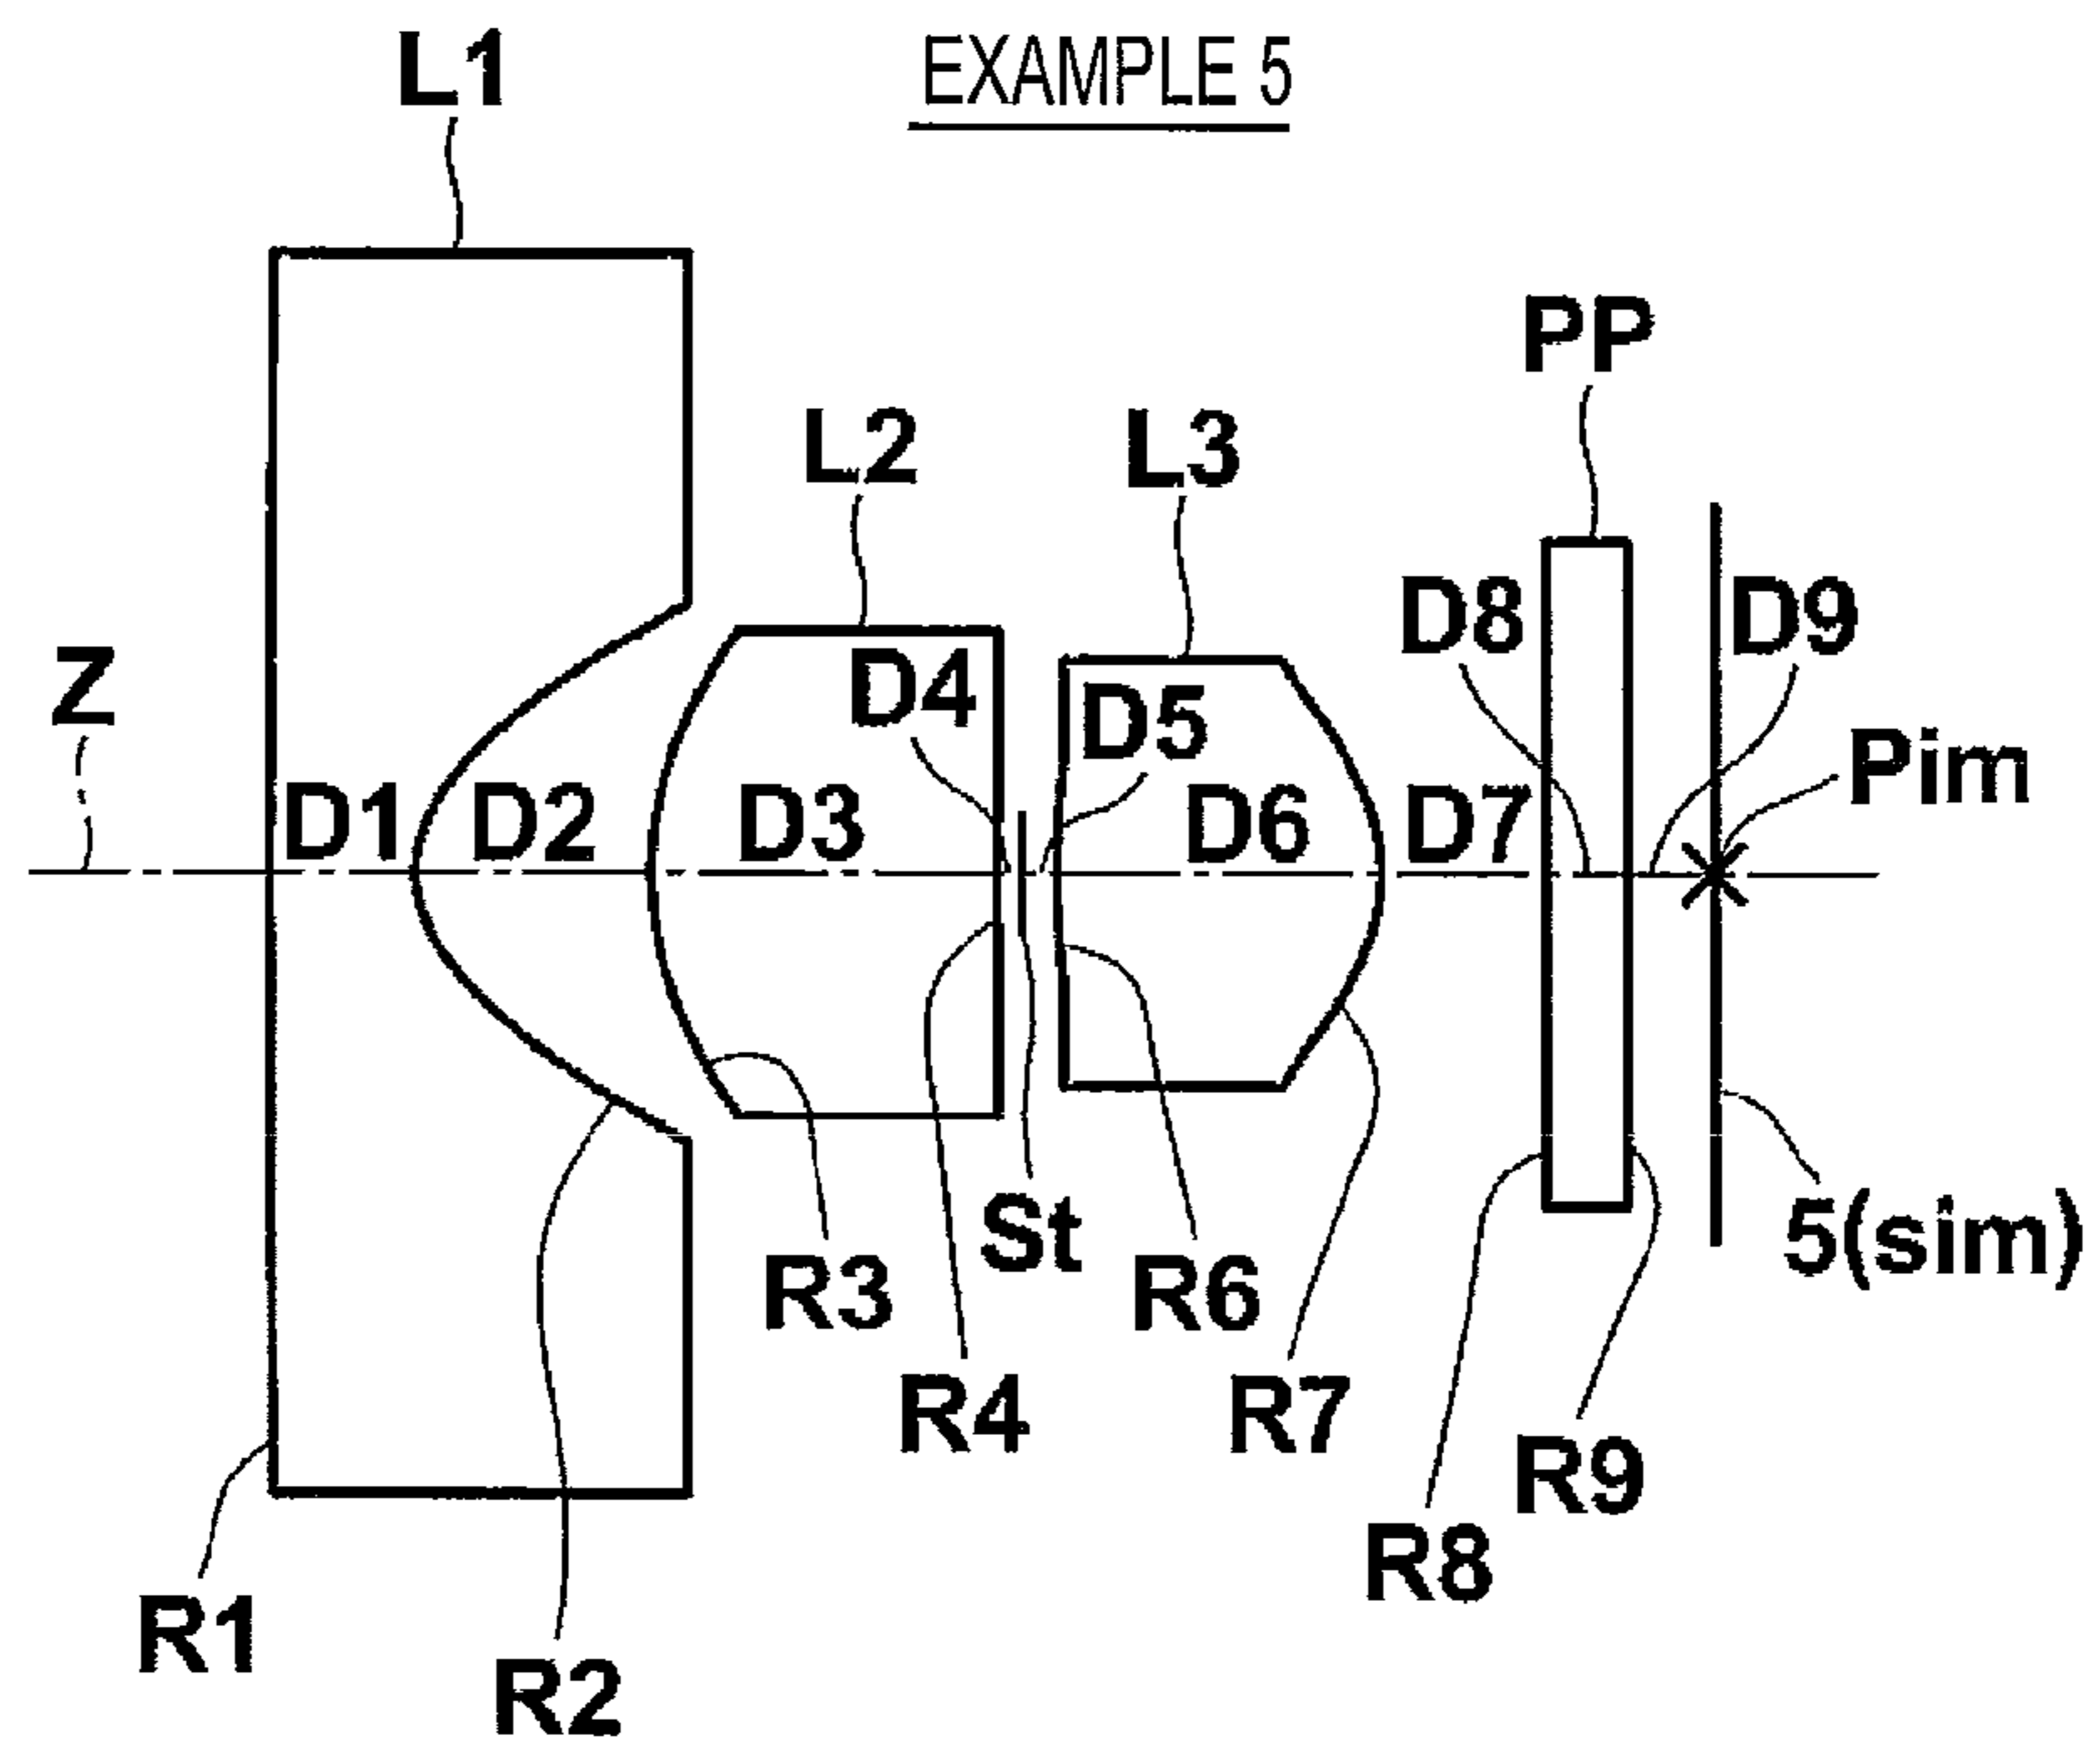 L1
EXAMPLE 5
PP
L2
L3
D8
D9
Z
D4
D5
Pim
D1
D2
D3
D6
D7
St
5(sim)
R3
R6
R4
R7
R9
R8
R1
R2